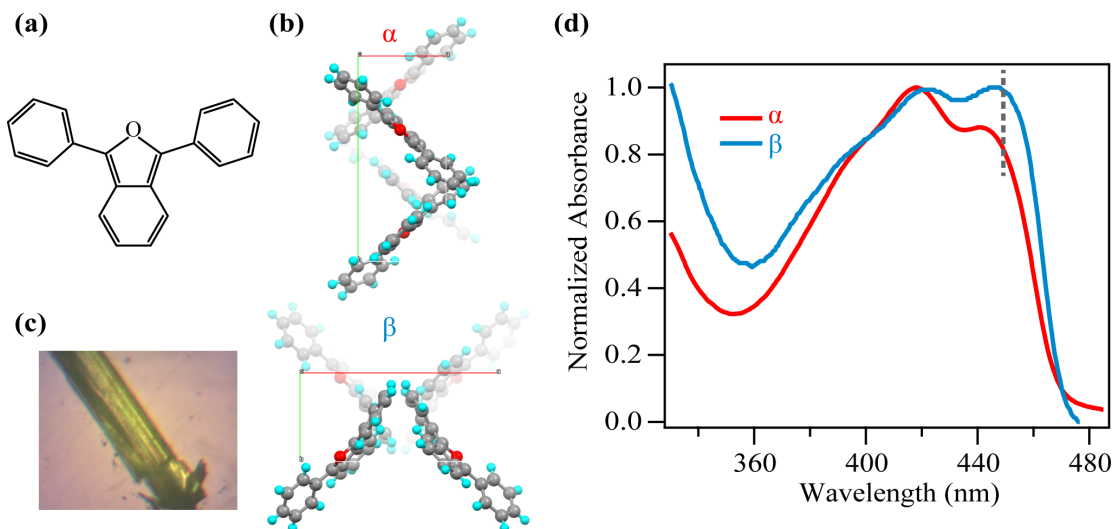 (a)
O
(b)
α
β
(c)
(d)
Normalized Absorbance
1.0
0.8
0.6
0.4
0.2
0.0
α
β
360
400
440
480
Wavelength (nm)